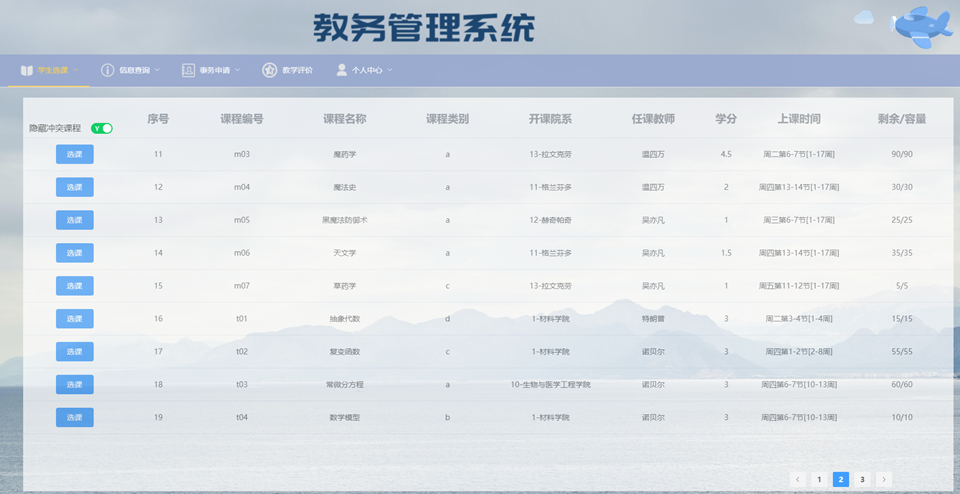 教务管理系统
学生选课 信息查询 事务申请 教学评价 个人中心
隐藏冲突课程 Y 序号 课程编号 课程名称 课程类别 开课院系 任课教师 学分 上课时间 剩余/容量
选课 11 m03 魔药学 a 13-拉文克劳 温四万 4.5 周二第6-7节[1-17周] 90/90
选课 12 m04 魔法史 a 11-格兰芬多 温四万 2 周四第13-14节[1-17周] 30/30
选课 13 m05 黑魔法防御术 a 12-赫奇帕奇 吴亦凡 1 周三第6-7节[1-17周] 25/25
选课 14 m06 天文学 a 11-格兰芬多 吴亦凡 1.5 周四第13-14节[1-17周] 35/35
选课 15 m07 草药学 c 13-拉文克劳 吴亦凡 1 周五第11-12节[1-17周] 5/5
选课 16 t01 抽象代数 d 1-材料学院 特朗普 3 周二第3-4节[1-4周] 15/15
选课 17 t02 复变函数 c 1-材料学院 诺贝尔 3 周四第1-2节[2-8周] 55/55
选课 18 t03 常微分方程 a 10-生物与医学工程学院 诺贝尔 3 周四第6-7节[10-13周] 60/60
选课 19 t04 数学模型 b 1-材料学院 诺贝尔 3 周四第6-7节[10-13周] 10/10
< 1 2 3 >